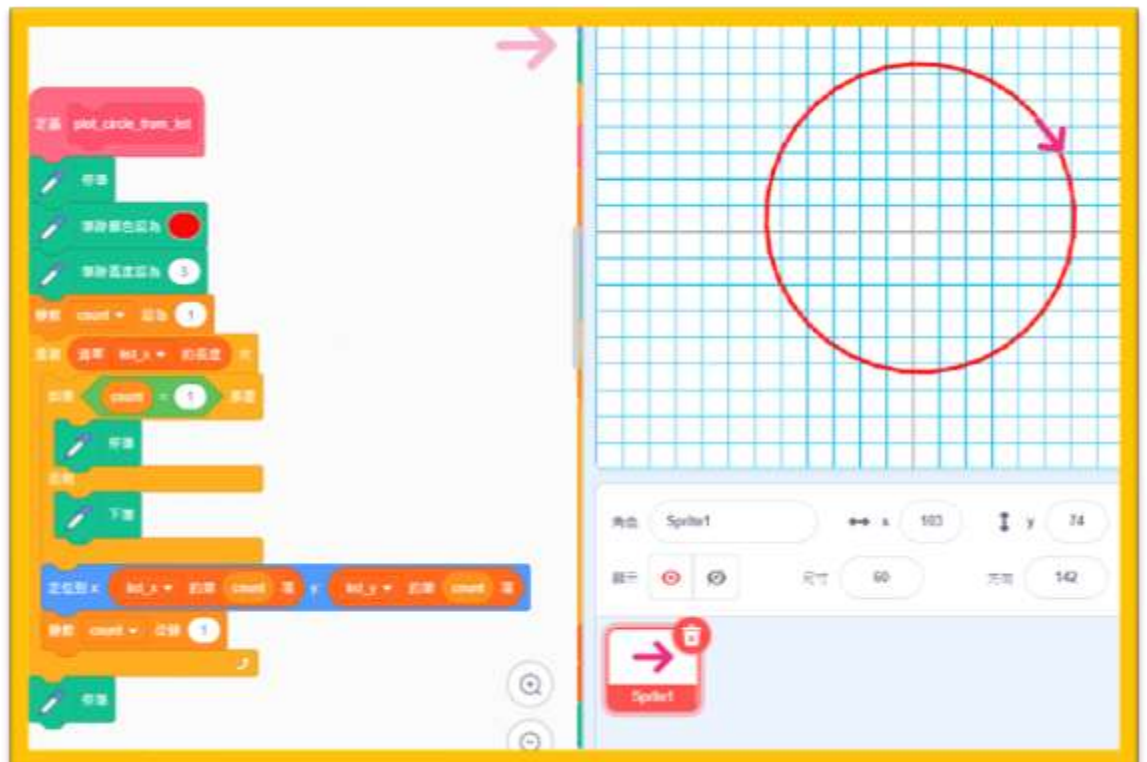 定義 plot_circle_from_list
停筆
筆跡顏色設為
筆跡寬度設為 3
變數 count 設為 1
重複 清單 list_x 的長度 次
如果 count = 1 那麼
停筆
否則
下筆
定位到 x list_x 的第 count 項 y list_y 的第 count 項
變數 count 改變 1
停筆
角色 Sprite1 x 103 y 74
顯示 尺寸 60 方向 142
Sprite1